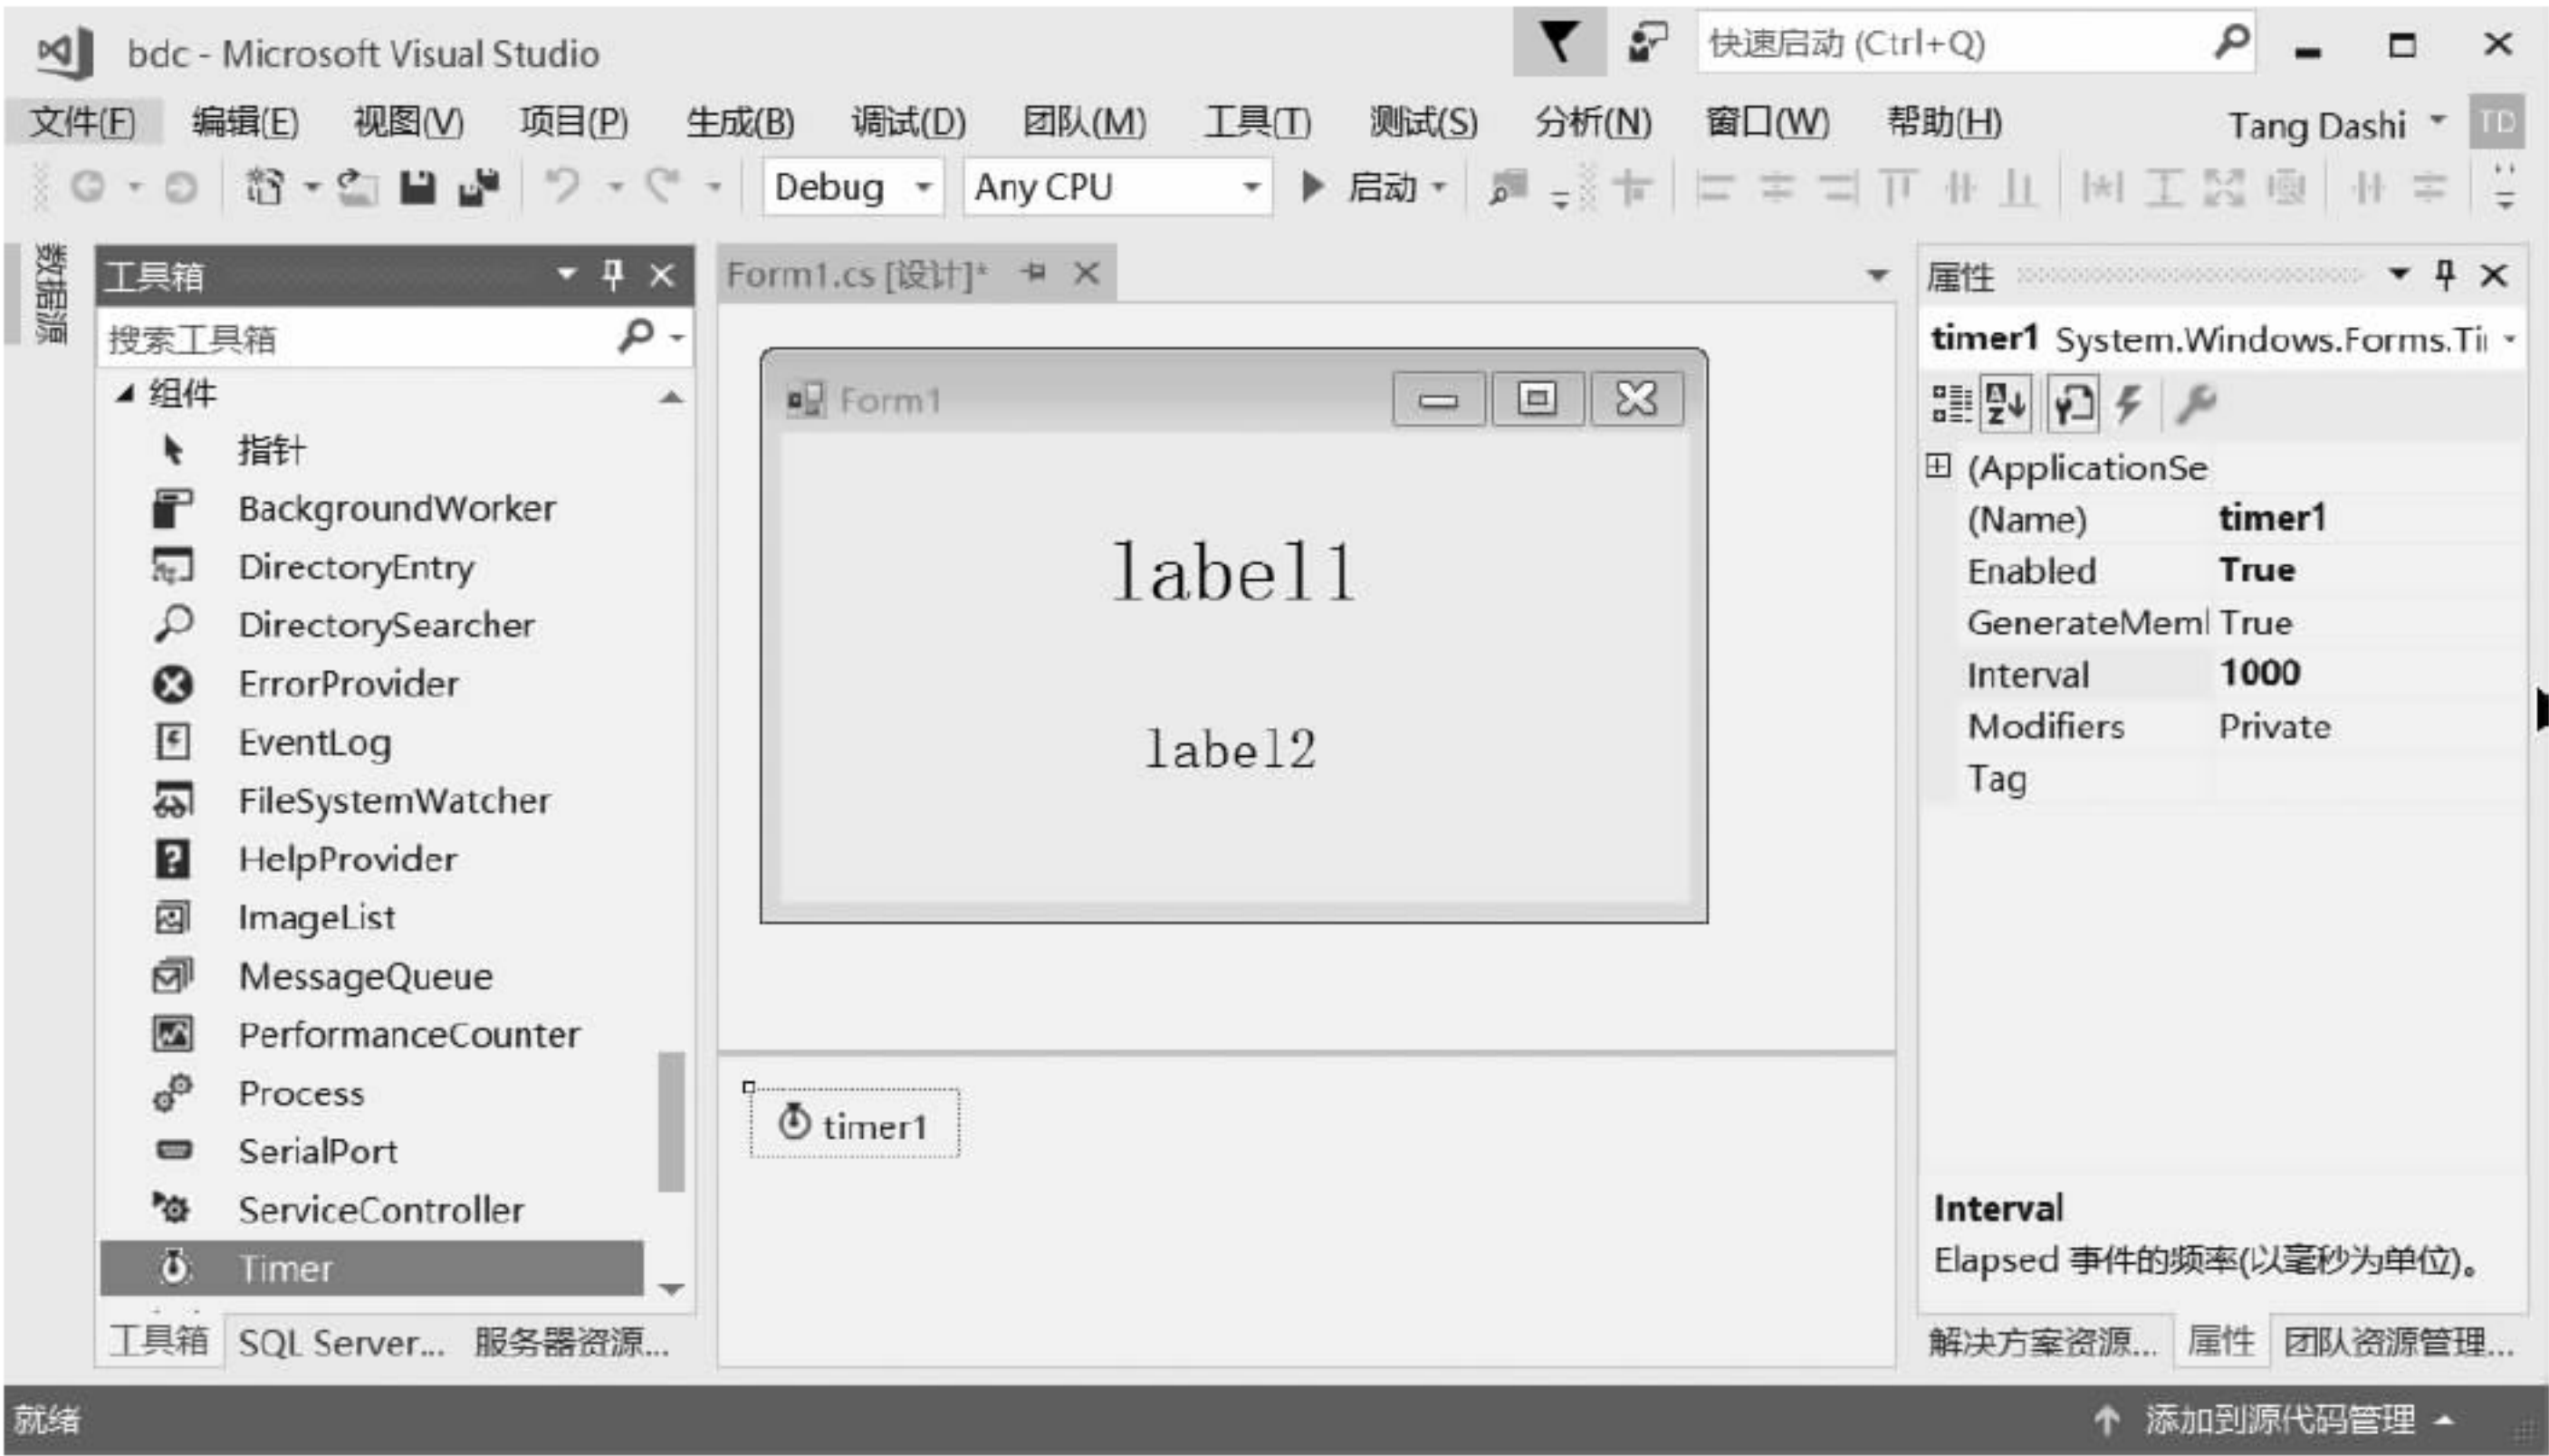 bdc - Microsoft Visual Studio
快速启动 (Ctrl+Q)
文件(F) 编辑(E) 视图(V) 项目(P) 生成(B) 调试(D) 团队(M) 工具(T) 测试(S) 分析(N) 窗口(W) 帮助(H) Tang Dashi TD
Debug Any CPU 启动
数据源
工具箱
搜索工具箱
组件
指针
BackgroundWorker
DirectoryEntry
DirectorySearcher
ErrorProvider
EventLog
FileSystemWatcher
HelpProvider
ImageList
MessageQueue
PerformanceCounter
Process
SerialPort
ServiceController
Timer
工具箱 SQL Server... 服务器资源...
Form1.cs [设计]*
Form1
label1
label2
timer1
属性
timer1 System.Windows.Forms.Ti
(ApplicationSe
(Name) timer1
Enabled True
GenerateMem True
Interval 1000
Modifiers Private
Tag
Interval
Elapsed 事件的频率(以毫秒为单位)。
解决方案资源... 属性 团队资源管理...
就绪
添加到源代码管理